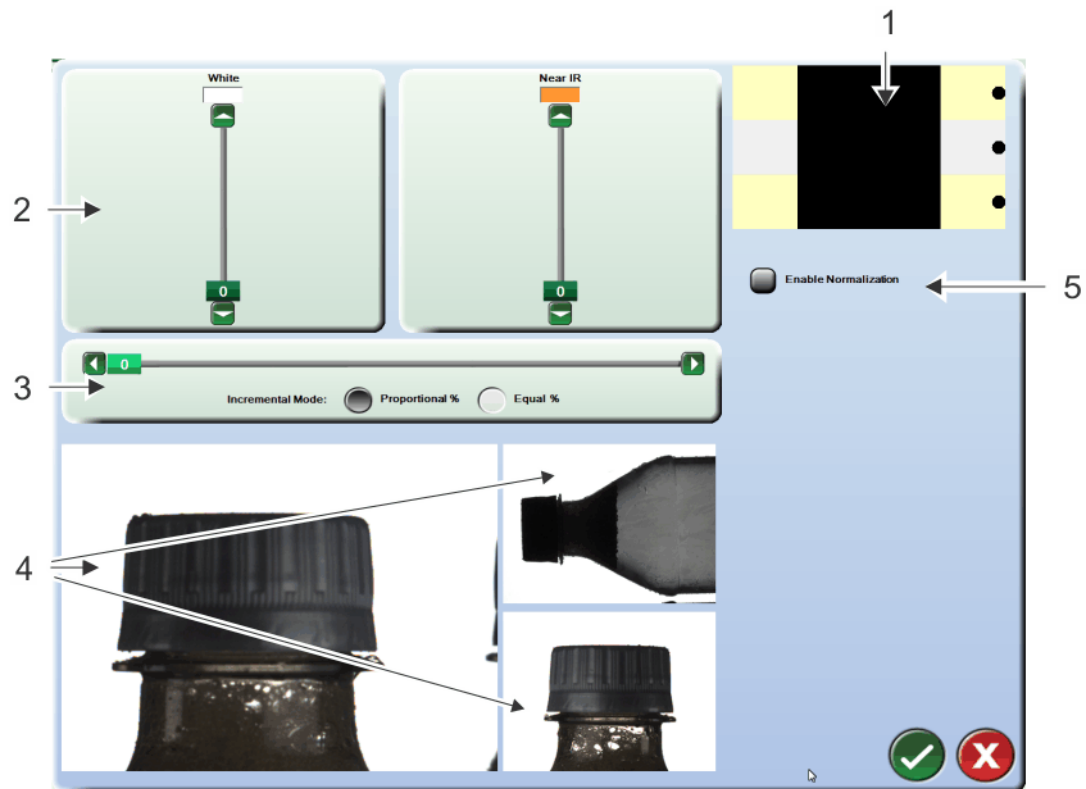 1
White
Near IR
2
0
0
Enable Normalization
5
0
3
Incremental Mode: Proportional % Equal %
4